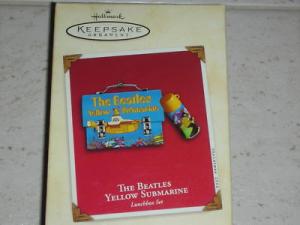 Hallmark
KEEPSAKE
ORNAMENT
The Beatles
Yellow Submarine
THE BEATLES
YELLOW SUBMARINE
Lunchbox Set